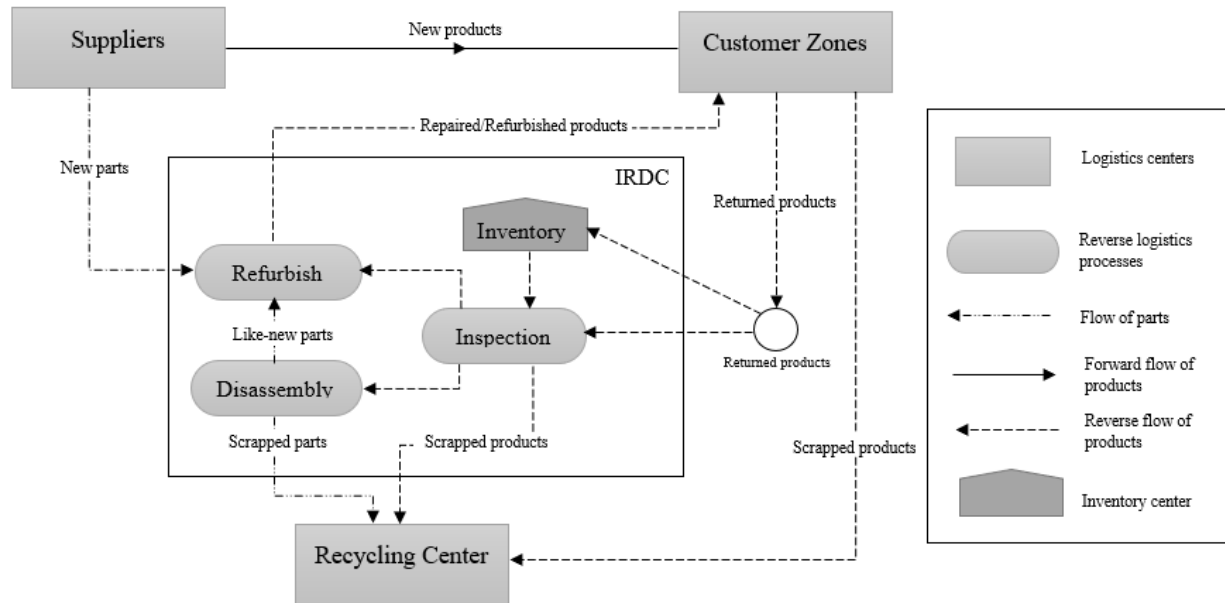 Suppliers
New products
Customer Zones
Repaired/Refurbished products
New parts
IRDC
Returned products
Inventory
Refurbish
Like-new parts
Inspection
Returned products
Disassembly
Scrapped parts
Scrapped products
Scrapped products
Recycling Center
Logistics centers
Reverse logistics
processes
Flow of parts
Forward flow of
products
Reverse flow of
products
Inventory center